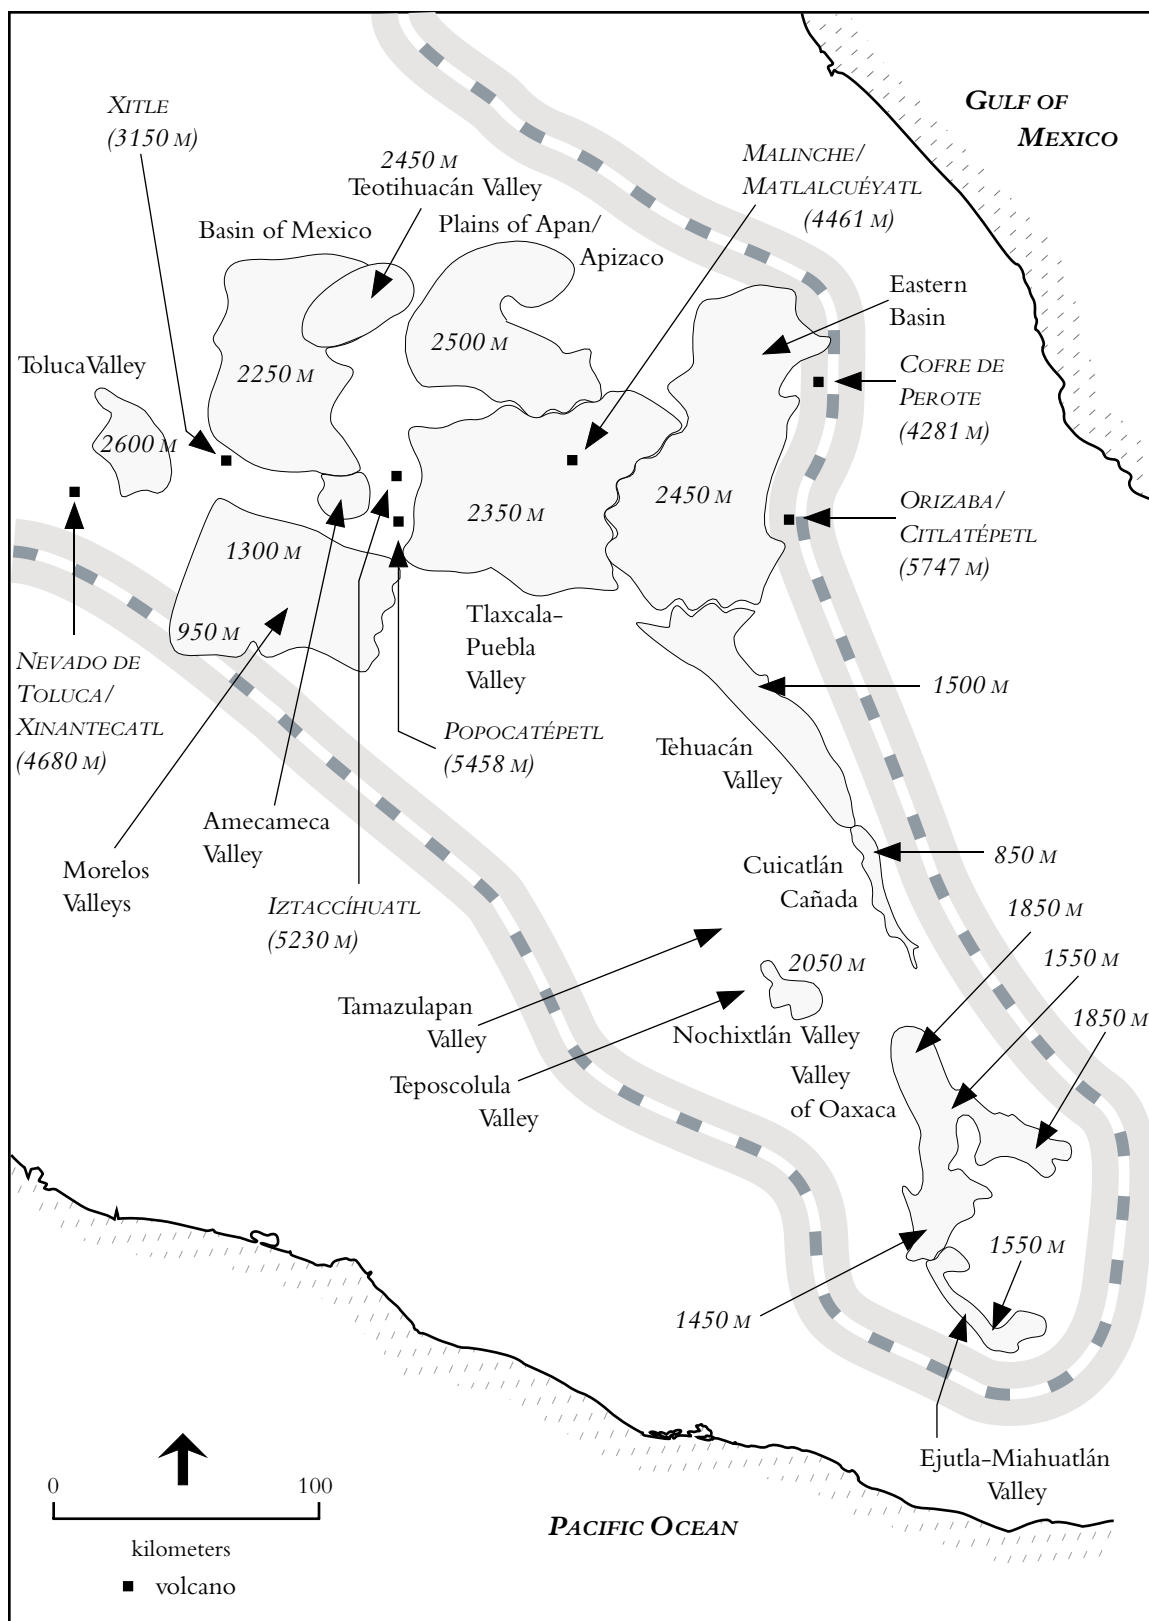 GULF OF
MEXICO
XITLE
(3150 M)
2450 M
Teotihuacán Valley
MALINCHE/
MATLALCUÉYATL
(4461 M)
Basin of Mexico
Plains of Apan/
Apizaco
Eastern
Basin
2500 M
2250 M
TolucaValley
COFRE DE
PEROTE
(4281 M)
2600 M
2450 M
2350 M
ORIZABA/
CITLATÉPETL
(5747 M)
1300 M
950 M
Tlaxcala-
Puebla
Valley
NEVADO DE
TOLUCA/
XINANTECATL
(4680 M)
1500 M
POPOCATÉPETL
(5458 M)
Tehuacán
Valley
Amecameca
Valley
Morelos
Valleys
850 M
Cuicatlán
Cañada
IZTACCÍHUATL
(5230 M)
1850 M
1550 M
2050 M
Tamazulapan
Valley
1850 M
Nochixtlán Valley
Teposcolula
Valley
Valley
of Oaxaca
1550 M
1450 M
Ejutla-Miahuatlán
Valley
0 100
kilometers
volcano
PACIFIC OCEAN